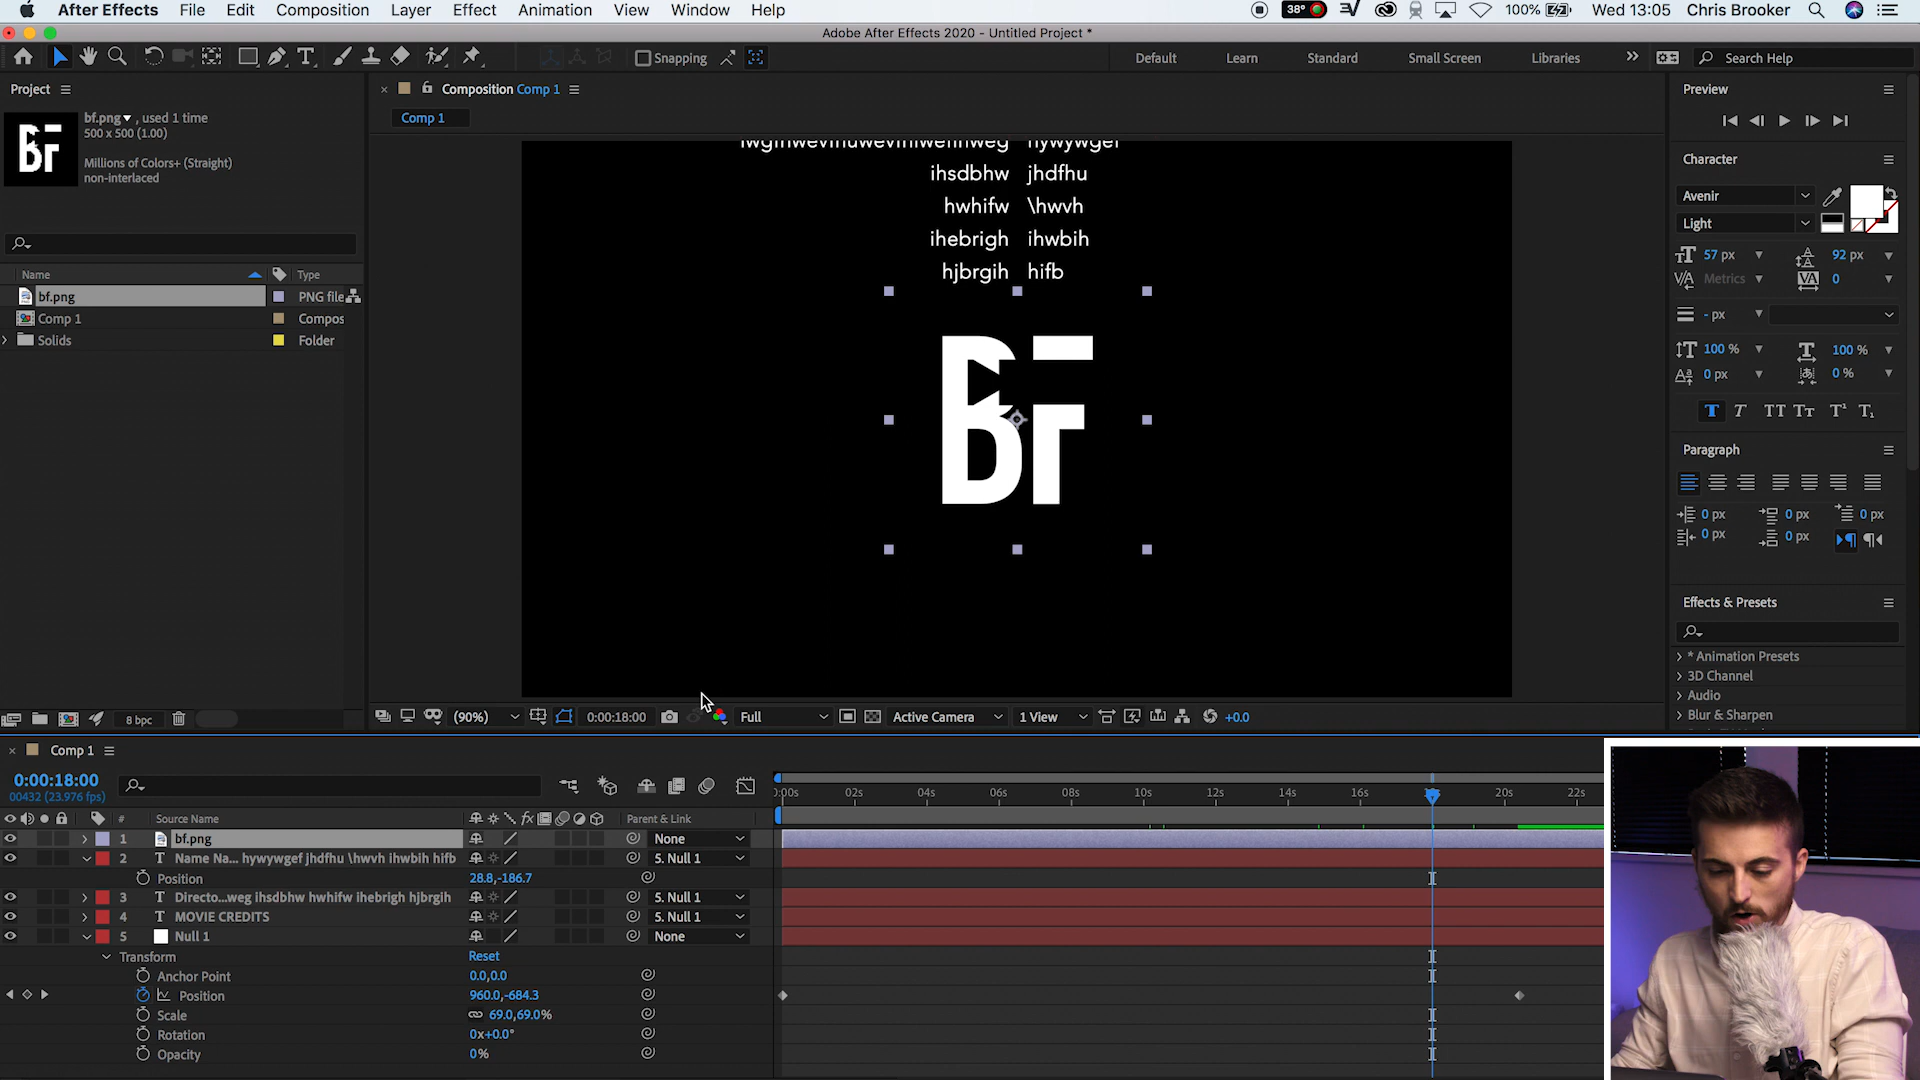 After Effects File Edit Composition Layer Effect Animation View Window Help 38° 100% Wed 13:05 Chris Brooker
Adobe After Effects 2020 - Untitled Project *
Snapping Default Learn Standard Small Screen Libraries Search Help
Project
bf.png , used 1 time
500 x 500 (1.00)
Millions of Colors+ (Straight)
non-interlaced
Name Type
bf.png PNG file
Comp 1 Compos
Solids Folder
8 bpc
Composition Comp 1
Comp 1
hywywgef
ihsdbhw jhdfhu
hwhifw \hwvh
ihebrigh ihwbih
hjbrgih hifb
BF
(90%) 0:00:18:00 Full Active Camera 1 View +0.0
Preview
Character
Avenir
Light
57 px 92 px
Metrics 0
- px
100 % 100 %
0 px 0 %
T T TT Tт T¹ T₁
Paragraph
0 px 0 px 0 px
0 px 0 px
Effects & Presets
* Animation Presets
3D Channel
Audio
Blur & Sharpen
Comp 1
0:00:18:00
00432 (23.976 fps)
:00s 02s 04s 06s 08s 10s 12s 14s 16s 20s 22s
# Source Name fx Parent & Link
1 bf.png None
2 T Name Na... hywywgef jhdfhu \hwvh ihwbih hifb 5. Null 1
Position 28.8,-186.7
3 T Directo...weg ihsdbhw hwhifw ihebrigh hjbrgih 5. Null 1
4 T MOVIE CREDITS 5. Null 1
5 Null 1 None
Transform Reset
Anchor Point 0.0,0.0
Position 960.0,-684.3
Scale 69.0,69.0%
Rotation 0x+0.0°
Opacity 0%